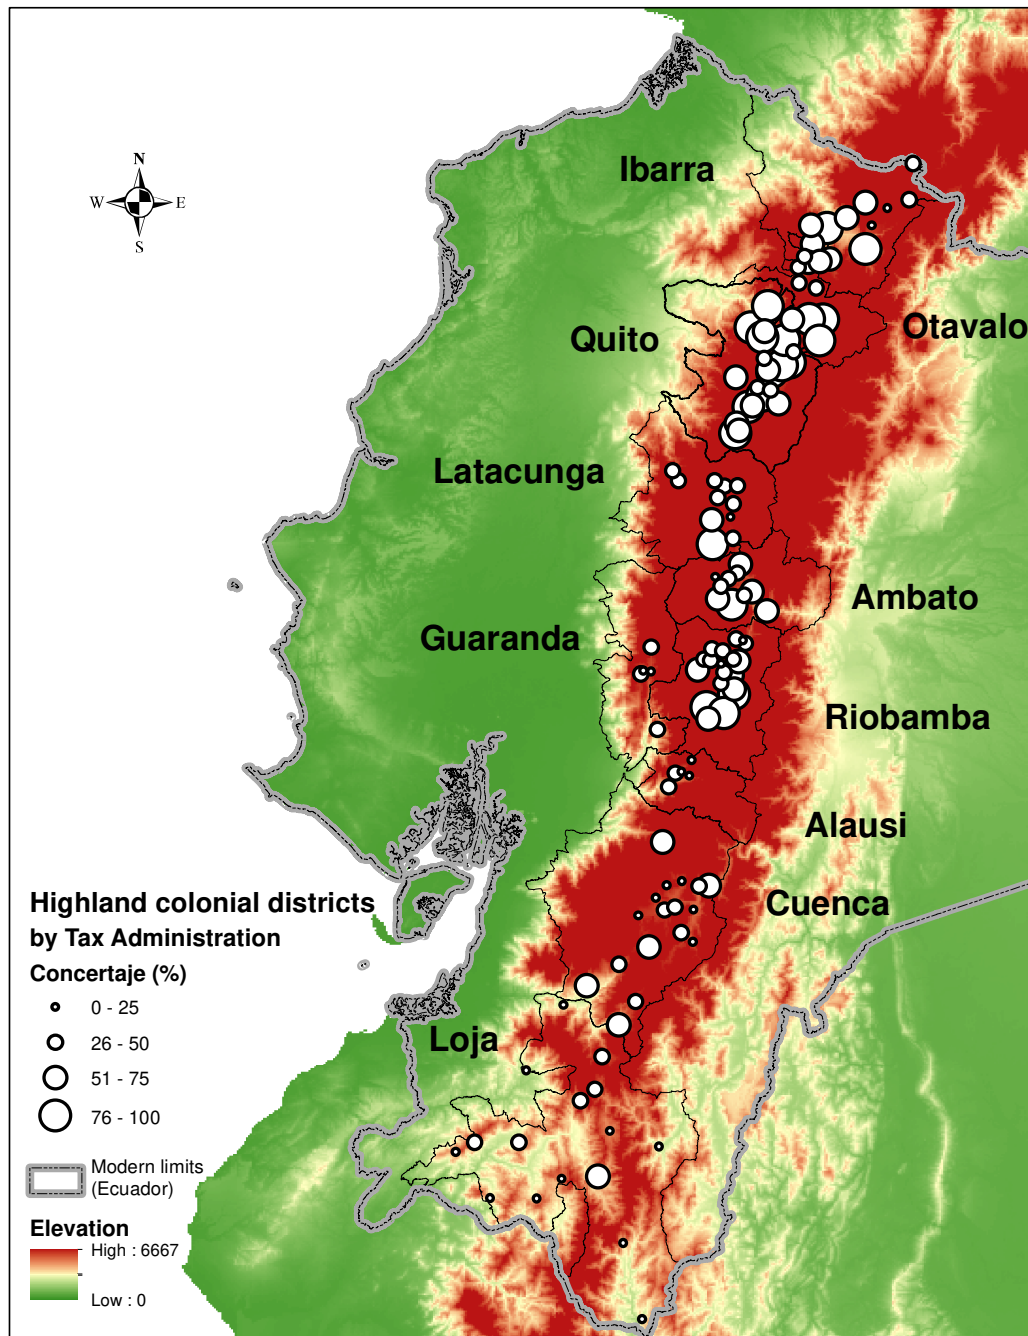 N
W E
S
Ibarra
Otavalo
Quito
Latacunga
Ambato
Guaranda
Riobamba
Alausi
Cuenca
Loja
Highland colonial districts
by Tax Administration
Concertaje (%)
0 - 25
26 - 50
51 - 75
76 - 100
Modern limits
(Ecuador)
Elevation
High : 6667
Low : 0